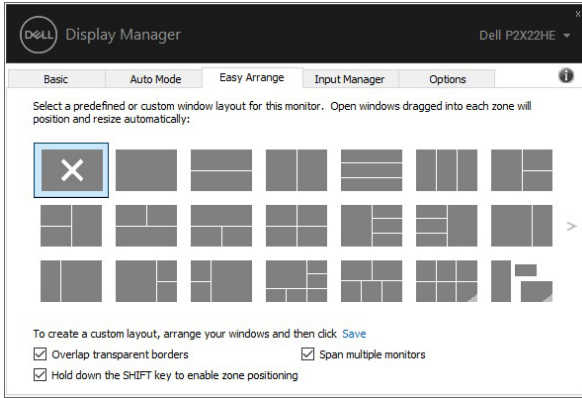 x
DELL Display Manager
Dell P2X22HE
Basic Auto Mode Easy Arrange Input Manager Options i
Select a predefined or custom window layout for this monitor. Open windows dragged into each zone will
position and resize automatically:
>
To create a custom layout, arrange your windows and then click Save
Overlap transparent borders
Span multiple monitors
Hold down the SHIFT key to enable zone positioning